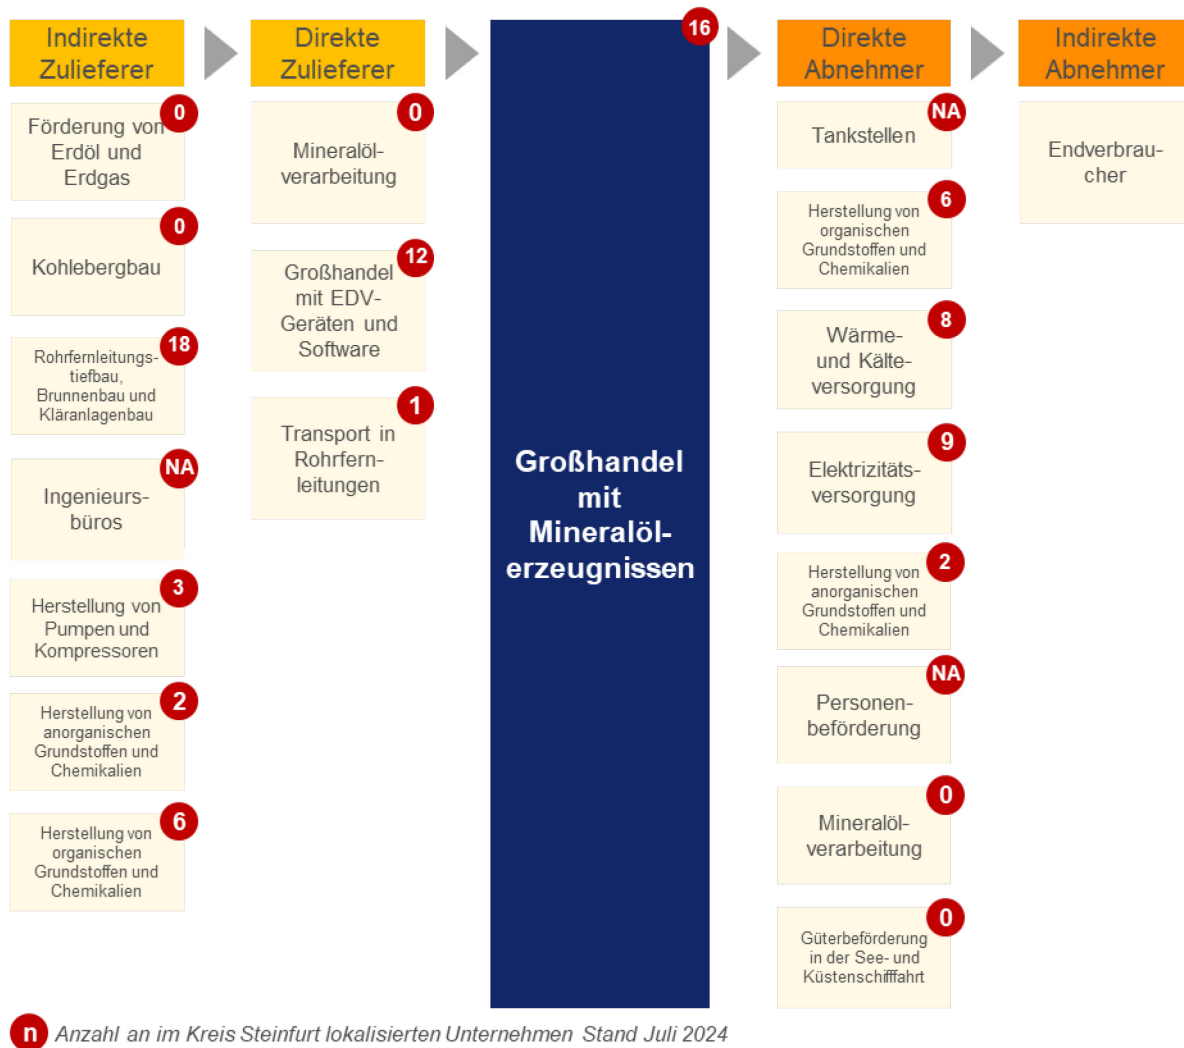 Indirekte
Zulieferer
0
Förderung von
Erdöl und
Erdgas
0
Kohlebergbau
18
Rohrfernleitungs-
tiefbau,
Brunnenbau und
Kläranlagenbau
NA
Ingenieurs-
büros
3
Herstellung von
Pumpen und
Kompressoren
2
Herstellung von
anorganischen
Grundstoffen und
Chemikalien
6
Herstellung von
organischen
Grundstoffen und
Chemikalien
Direkte
Zulieferer
0
Mineralöl-
verarbeitung
12
Großhandel
mit EDV-
Geräten und
Software
1
Transport in
Rohrfern-
leitungen
16
Großhandel
mit
Mineralöl-
erzeugnissen
Direkte
Abnehmer
NA
Tankstellen
6
Herstellung von
organischen
Grundstoffen und
Chemikalien
8
Wärme-
und Kälte-
versorgung
9
Elektrizitäts-
versorgung
2
Herstellung von
anorganischen
Grundstoffen und
Chemikalien
NA
Personen-
beförderung
0
Mineralöl-
verarbeitung
0
Güterbeförderung
in der See- und
Küstenschifffahrt
Indirekte
Abnehmer
Endverbrau-
cher
n Anzahl an im Kreis Steinfurt lokalisierten Unternehmen Stand Juli 2024